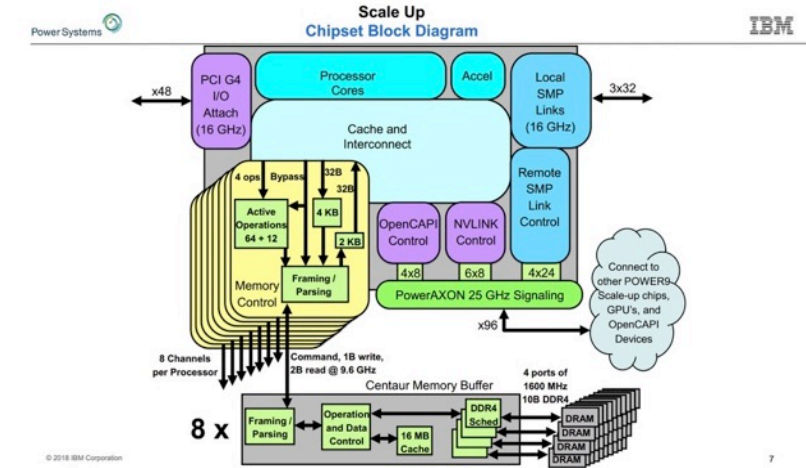 Power Systems
Scale Up
Chipset Block Diagram
IBM
x48
PCI G4
I/O
Attach
(16 GHz)
Processor
Cores
Accel
Local
SMP
Links
(16 GHz)
3x32
Cache and
Interconnect
4 ops
Bypass
32B
32B
Active
Operations
64 + 12
4 KB
2 KB
Memory
Control
Framing /
Parsing
OpenCAPI
Control
NVLINK
Control
Remote
SMP
Link
Control
4x8
6x8
4x24
PowerAXON 25 GHz Signaling
x96
Connect to
other POWER9
Scale-up chips,
GPU's, and
OpenCAPI
Devices
8 Channels
per Processor
Command, 1B write,
2B read @ 9.6 GHz
Centaur Memory Buffer
4 ports of
1600 MHz
10B DDR4
8 x
Framing /
Parsing
Operation
and Data
Control
16 MB
Cache
DDR4
Sched
DRAM
DRAM
DRAM
DRAM
© 2018 IBM Corporation
7